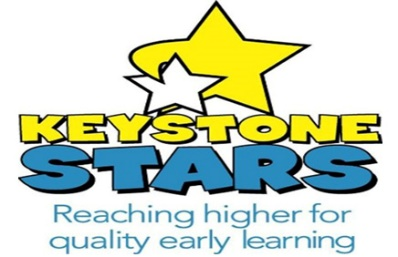 KEYSTONE
STARS
Reaching higher for
quality early learning